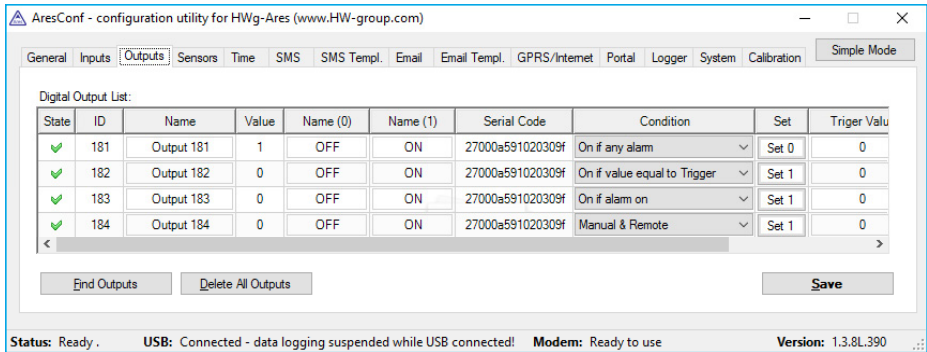 AresConf - configuration utility for HWg-Ares (www.HW-group.com)
General Inputs Outputs Sensors Time SMS SMS Templ. Email Email Templ. GPRS/Internet Portal Logger System Calibration Simple Mode
Digital Output List:
State ID Name Value Name (0) Name (1) Serial Code Condition Set Triger Valu
181 Output 181 1 OFF ON 27000a591020309f On if any alarm Set 0 0
182 Output 182 0 OFF ON 27000a591020309f On if value equal to Trigger Set 1 0
183 Output 183 0 OFF ON 27000a591020309f On if alarm on Set 1 0
184 Output 184 0 OFF ON 27000a591020309f Manual & Remote Set 1 0
Find Outputs Delete All Outputs Save
Status: Ready . USB: Connected - data logging suspended while USB connected! Modem: Ready to use Version: 1.3.8L.390